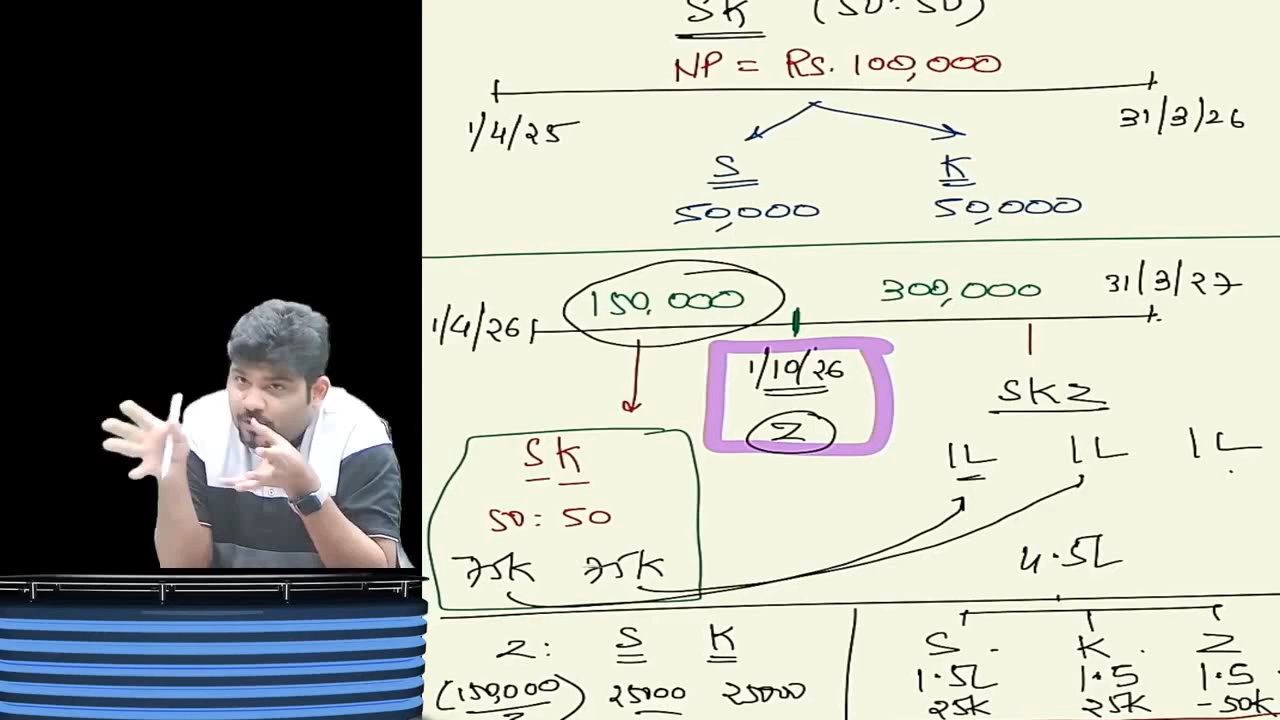 SK (50:50)
NP = Rs. 100,000
1/4/25 31/3/26
S K
50,000 50,000
150,000 300,000 31/3/27
1/4/26
1/10/26
Z
SKZ
1L 1L 1L
SK
50:50
75K 75K
4.5L
Z: S K
(150,000) 25000 25000
S K Z
1.5L 1.5 1.5
25K 25K -50K